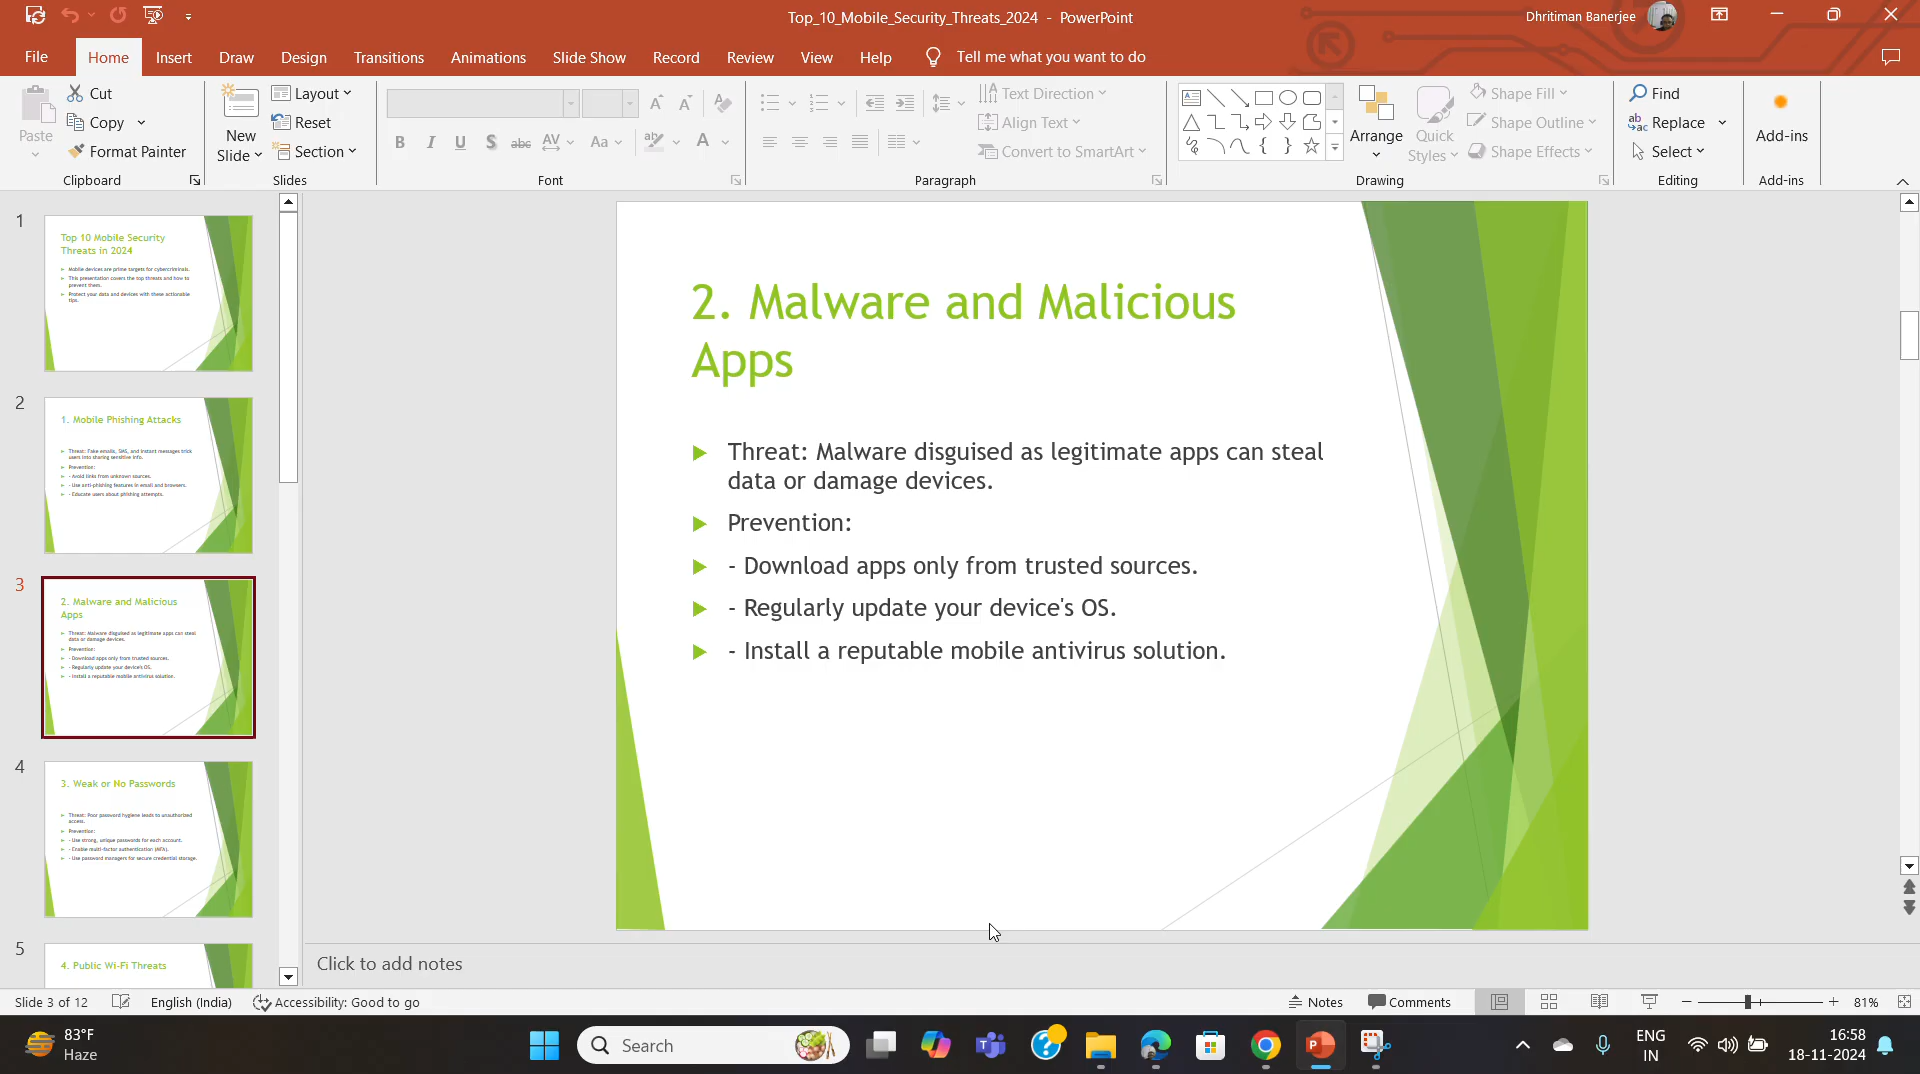 Top_10_Mobile_Security_Threats_2024 - PowerPoint
Dhritiman Banerjee
File Home Insert Draw Design Transitions Animations Slide Show Record Review View Help Tell me what you want to do
Paste
Cut
Copy
Format Painter
Clipboard
New
Slide
Layout
Reset
Section
Slides
B I U S abc AV Aa A
Font
Text Direction
Align Text
Convert to SmartArt
Paragraph
Arrange
Quick
Styles
Shape Fill
Shape Outline
Shape Effects
Drawing
Find
Replace
Select
Editing
Add-ins
Add-ins
1
Top 10 Mobile Security
Threats in 2024
Mobile devices are prime targets for cybercriminals.
This presentation covers the top threats and how to
prevent them.
Protect your data and devices with these actionable
tips.
2
1. Mobile Phishing Attacks
Threat: Fake emails, SMS, and instant messages trick
users into sharing sensitive info.
Prevention:
- Avoid links from unknown sources.
- Use anti-phishing features in email and browsers.
- Educate users about phishing attempts.
3
2. Malware and Malicious
Apps
Threat: Malware disguised as legitimate apps can steal
data or damage devices.
Prevention:
- Download apps only from trusted sources.
- Regularly update your device's OS.
- Install a reputable mobile antivirus solution.
4
3. Weak or No Passwords
Threat: Poor password hygiene leads to unauthorized
access.
Prevention:
- Use strong, unique passwords for each account.
- Enable multi-factor authentication (MFA).
- Use password managers for secure credential storage.
5
4. Public Wi-Fi Threats
2. Malware and Malicious
Apps
Threat: Malware disguised as legitimate apps can steal
data or damage devices.
Prevention:
- Download apps only from trusted sources.
- Regularly update your device's OS.
- Install a reputable mobile antivirus solution.
Click to add notes
Slide 3 of 12 English (India) Accessibility: Good to go Notes Comments 81%
83°F
Haze
Search
ENG
IN
16:58
18-11-2024